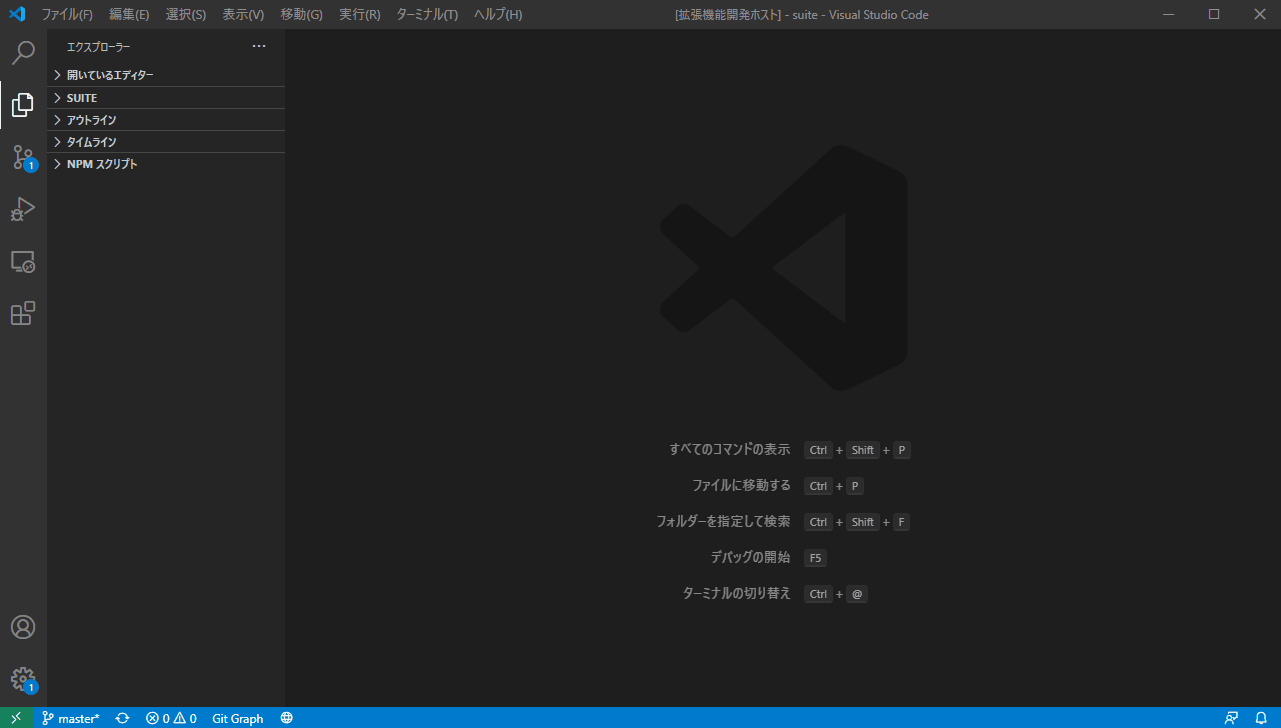 ファイル(F) 編集(E) 選択(S) 表示(V) 移動(G) 実行(R) ターミナル(T) ヘルプ(H) [拡張機能開発ホスト] - suite - Visual Studio Code
エクスプローラー ...
開いているエディター
SUITE
アウトライン
タイムライン
NPM スクリプト
1
すべてのコマンドの表示 Ctrl + Shift + P
ファイルに移動する Ctrl + P
フォルダーを指定して検索 Ctrl + Shift + F
デバッグの開始 F5
ターミナルの切り替え Ctrl + @
1
master* 0 0 Git Graph